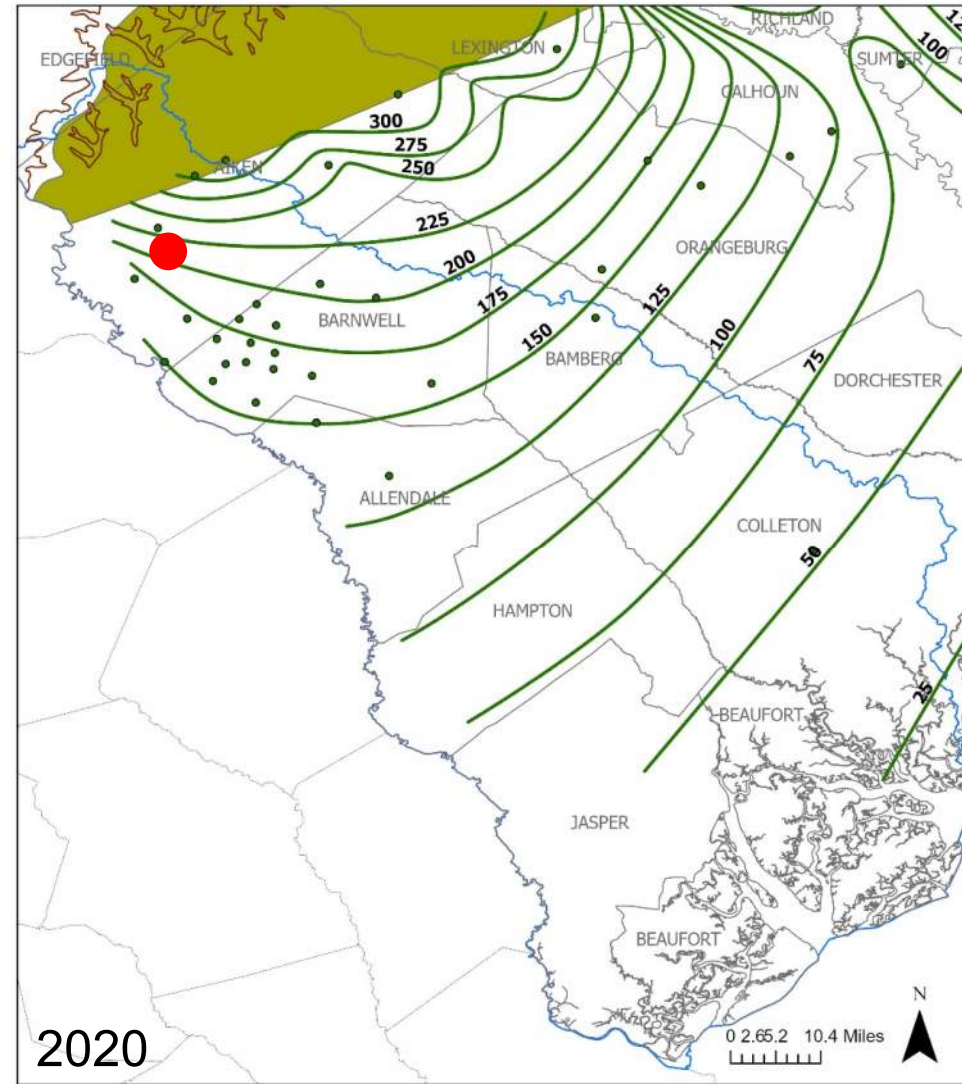 RICHLAND
12
100
EDGEFIELD
LEXINGTON
SUMTER
CALHOUN
300
275
250
AIKEN
225
ORANGEBURG
200
175
125
BARNWELL
150
100
BAMBERG
75
DORCHESTER
ALLENDALE
COLLETON
50
HAMPTON
25
BEAUFORT
JASPER
BEAUFORT
N
0 2.65.2 10.4 Miles
2020